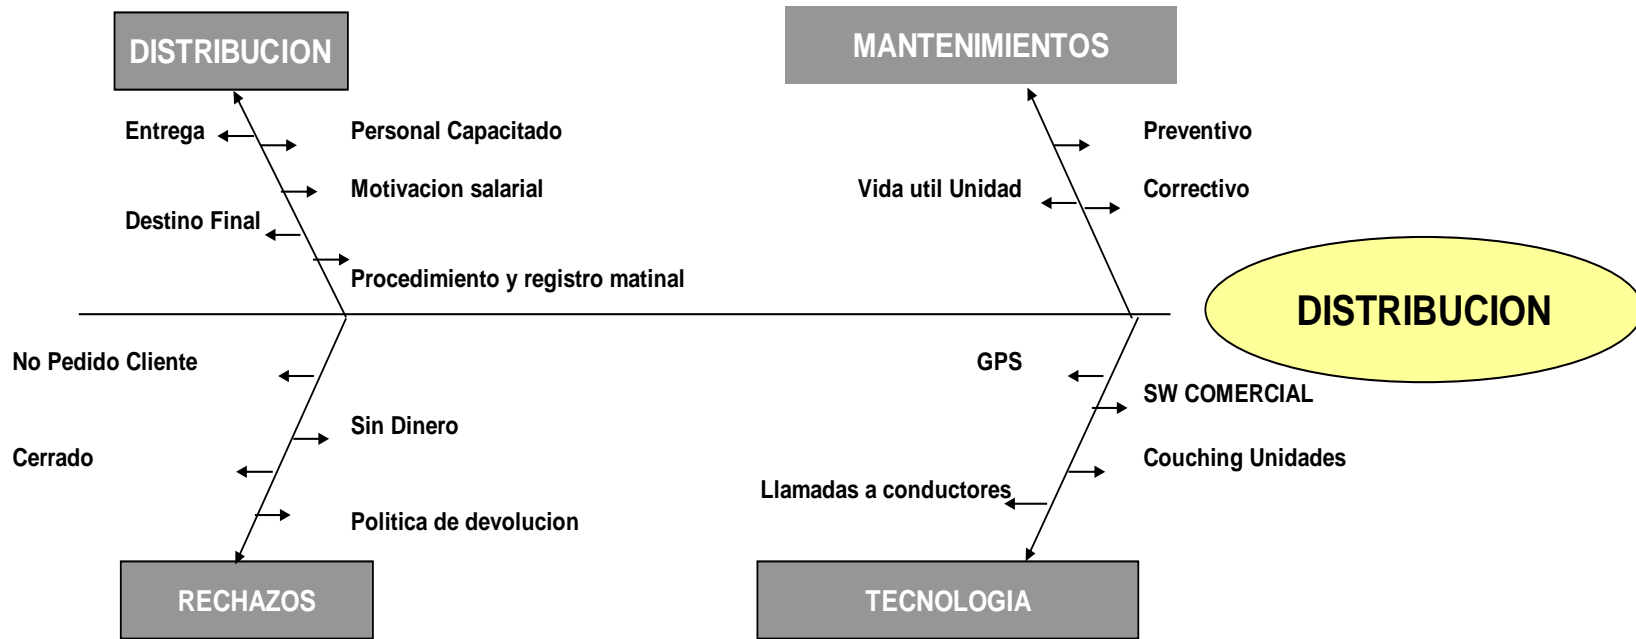 DISTRIBUCION
MANTENIMIENTOS
Entrega
Personal Capacitado
Preventivo
Motivacion salarial
Vida util Unidad
Correctivo
Destino Final
Procedimiento y registro matinal
DISTRIBUCION
No Pedido Cliente
GPS
SW COMERCIAL
Sin Dinero
Cerrado
Couching Unidades
Llamadas a conductores
Politica de devolucion
RECHAZOS
TECNOLOGIA